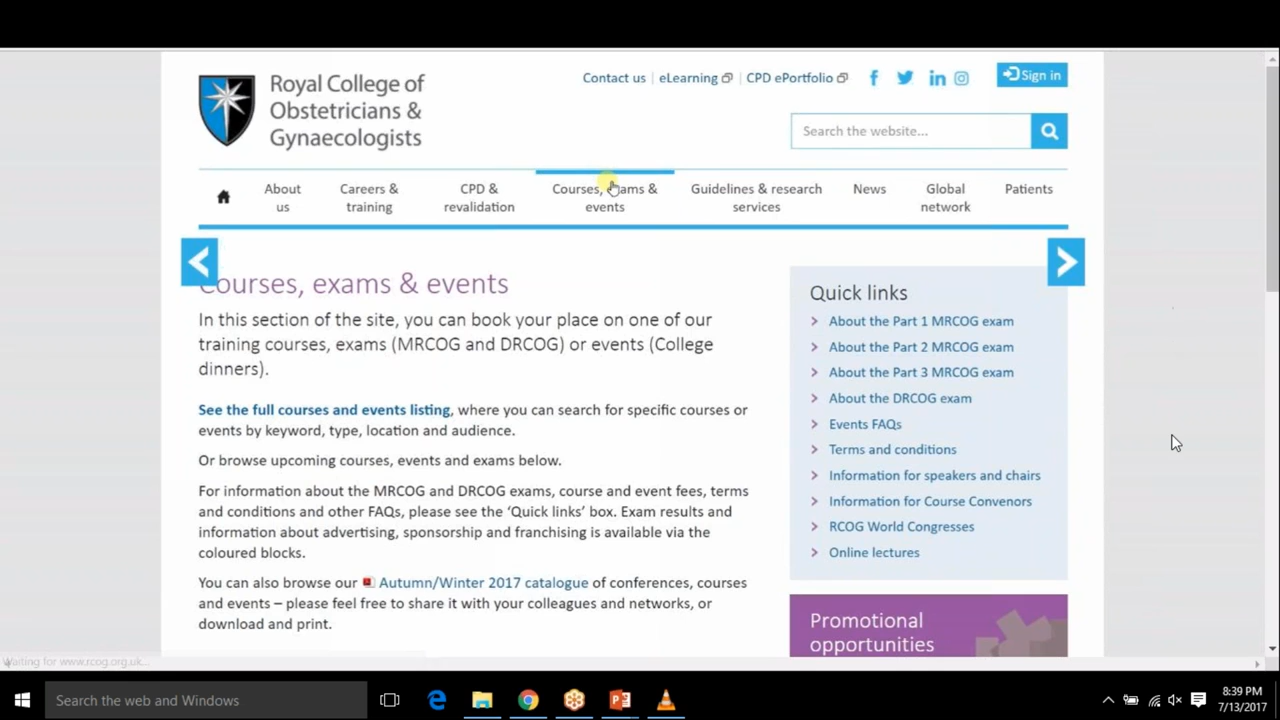 Royal College of
Obstetricians &
Gynaecologists
Contact us | eLearning | CPD ePortfolio
Sign in
Search the website...
About
us
Careers &
training
CPD &
revalidation
Courses, exams &
events
Guidelines & research
services
News
Global
network
Patients
Courses, exams & events
In this section of the site, you can book your place on one of our
training courses, exams (MRCOG and DRCOG) or events (College
dinners).
See the full courses and events listing, where you can search for specific courses or
events by keyword, type, location and audience.
Or browse upcoming courses, events and exams below.
For information about the MRCOG and DRCOG exams, course and event fees, terms
and conditions and other FAQs, please see the ‘Quick links’ box. Exam results and
information about advertising, sponsorship and franchising is available via the
coloured blocks.
You can also browse our Autumn/Winter 2017 catalogue of conferences, courses
and events – please feel free to share it with your colleagues and networks, or
download and print.
Quick links
About the Part 1 MRCOG exam
About the Part 2 MRCOG exam
About the Part 3 MRCOG exam
About the DRCOG exam
Events FAQs
Terms and conditions
Information for speakers and chairs
Information for Course Convenors
RCOG World Congresses
Online lectures
Promotional
opportunities
Waiting for www.rcog.org.uk...
Search the web and Windows
8:39 PM
7/13/2017